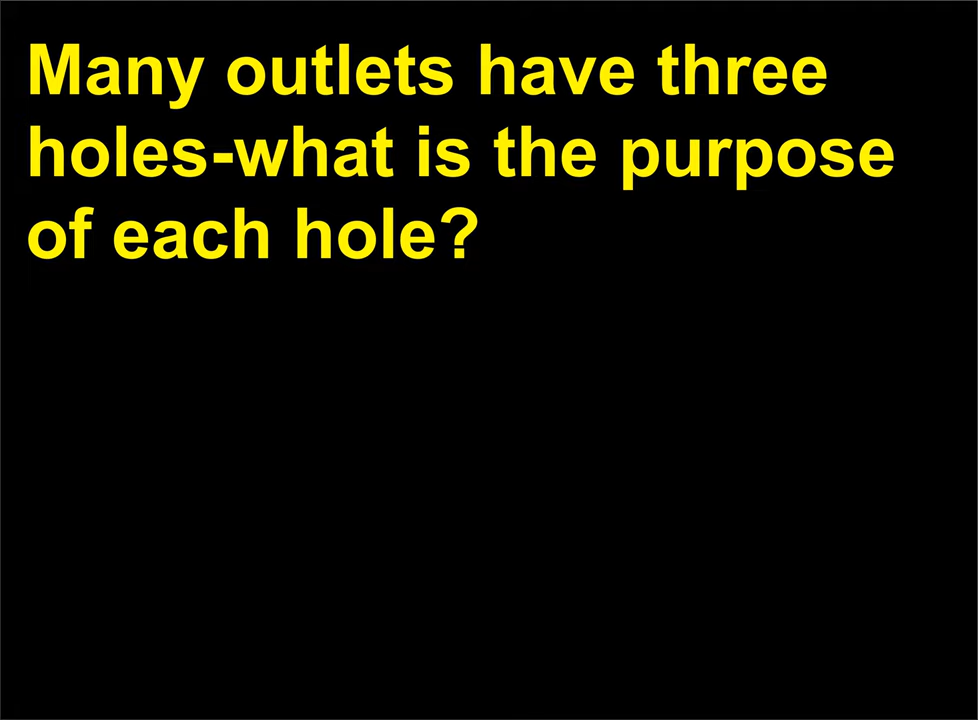 Many outlets have three
holes-what is the purpose
of each hole?